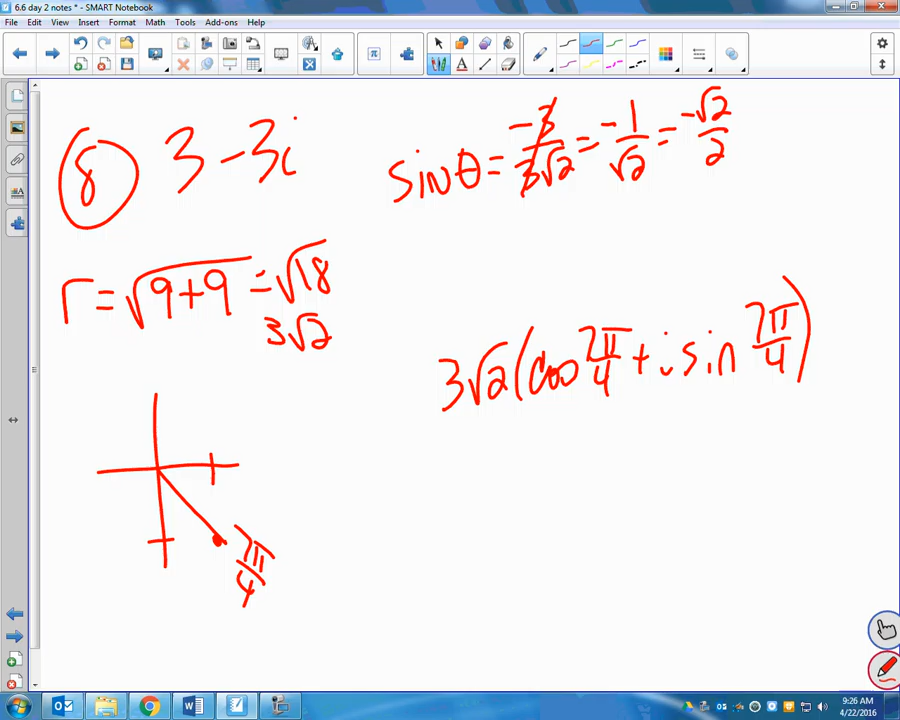 6.6 day 2 notes * - SMART Notebook
File Edit View Insert Format Math Tools Add-ons Help
8 3 - 3i
sinθ = -3/3√2 = -1/√2 = -√2/2
r = √9+9 = √18
3√2
3√2(cos 7π/4 + i sin 7π/4)
7π/4
9:26 AM
4/22/2016